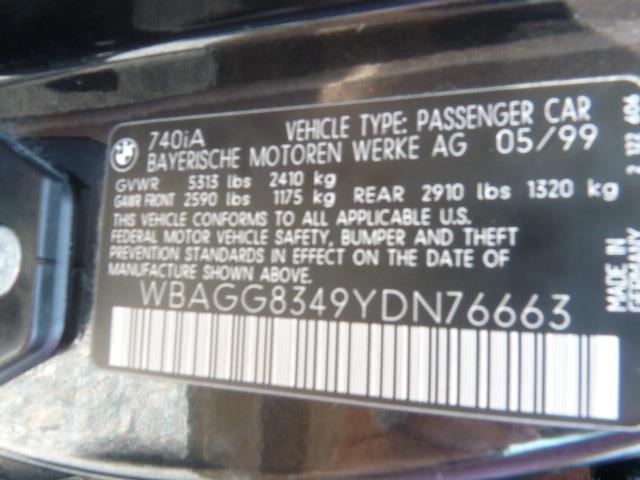 740iA VEHICLE TYPE: PASSENGER CAR
BAYERISCHE MOTOREN WERKE AG 05/99
GVWR 5313 lbs 2410 kg
GAWR FRONT 2590 lbs 1175 kg REAR 2910 lbs 1320 kg
THIS VEHICLE CONFORMS TO ALL APPLICABLE U.S.
FEDERAL MOTOR VEHICLE SAFETY, BUMPER AND THEFT
PREVENTION STANDARDS IN EFFECT ON THE DATE OF
MANUFACTURE SHOWN ABOVE.
WBAGG8349YDN76663
GERMANY